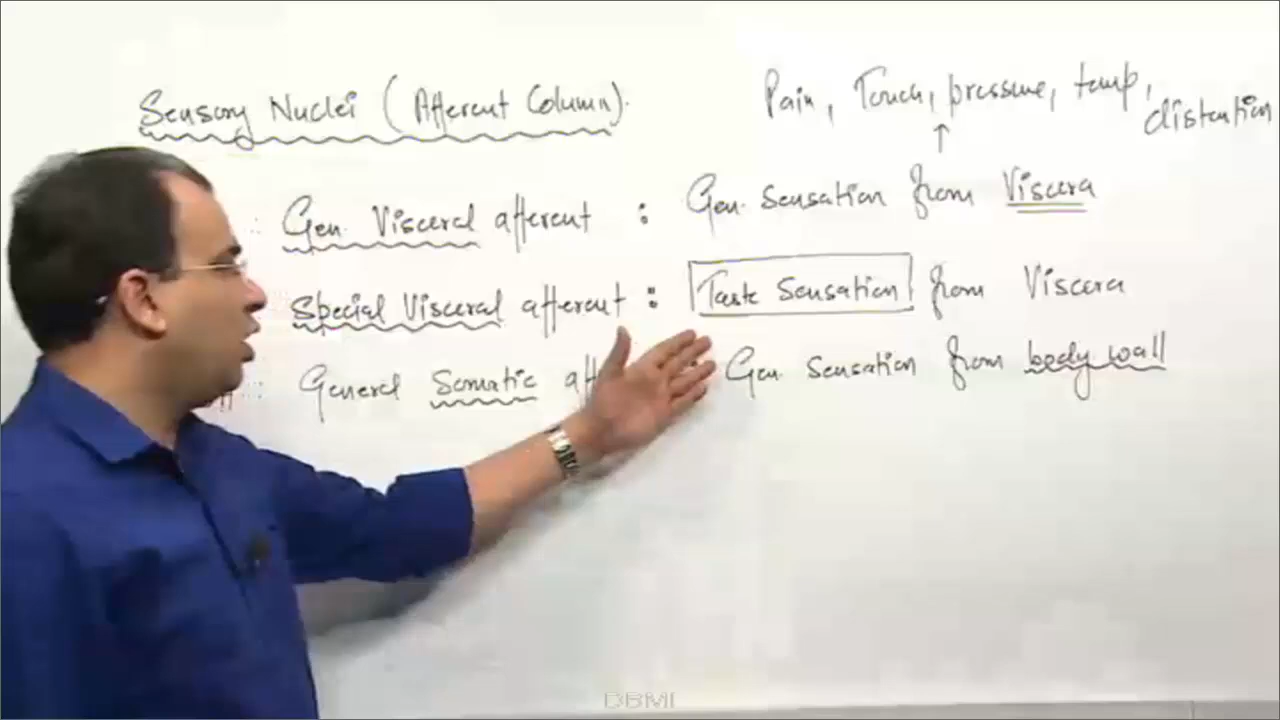 Sensory Nuclei (Afferent Column).
Pain, Touch, pressure, temp,
distention
↑
Gen. Visceral afferent : Gen. Sensation from Viscera
Special Visceral afferent : Taste Sensation from Viscera
General Somatic aff : Gen. Sensation from body wall
DBMI